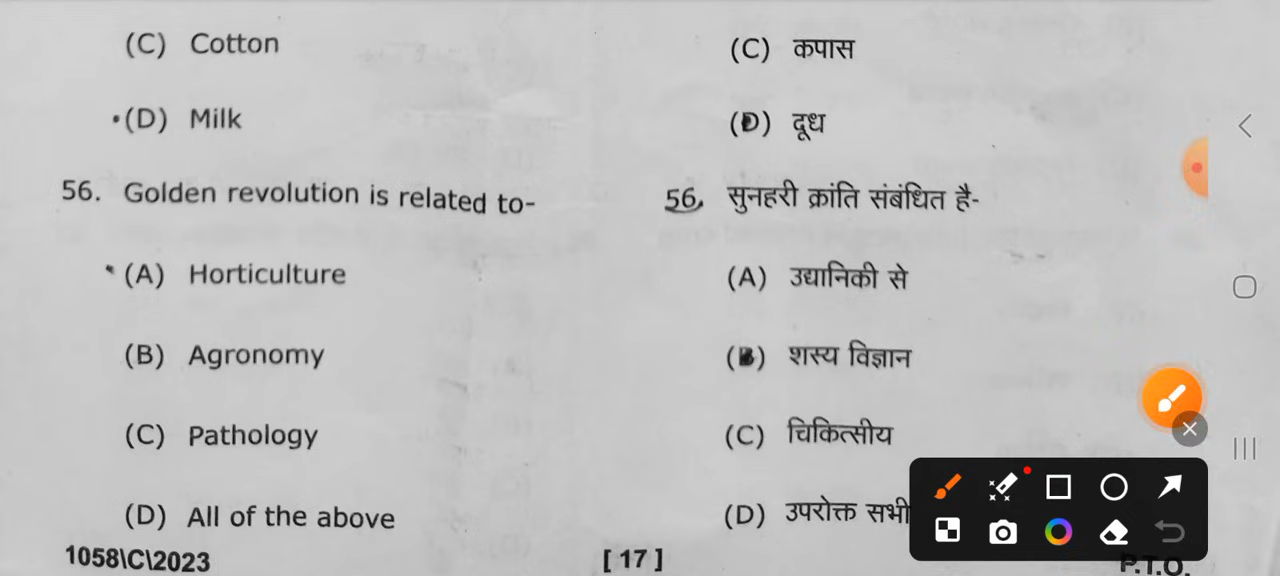 (C) Cotton
•(D) Milk
56. Golden revolution is related to-
(A) Horticulture
(B) Agronomy
(C) Pathology
(D) All of the above
1058\C\2023
(C) कपास
(D) दूध
56. सुनहरी क्रांति संबंधित है-
(A) उद्यानिकी से
(B) शस्य विज्ञान
(C) चिकित्सीय
(D) उपरोक्त सभी
[ 17 ]
P.T.O.